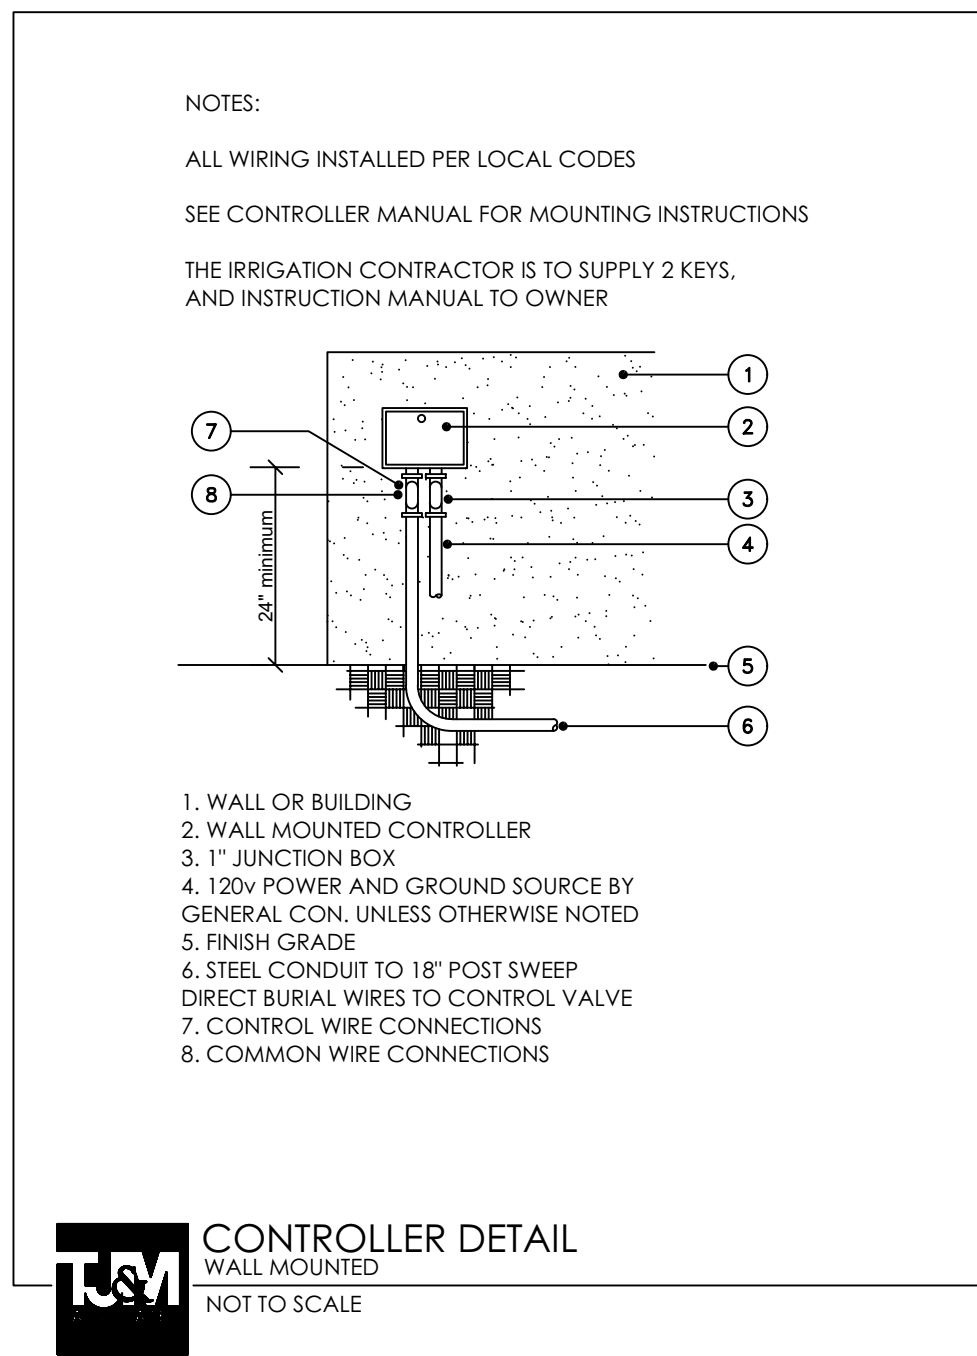 NOTES:
ALL WIRING INSTALLED PER LOCAL CODES
SEE CONTROLLER MANUAL FOR MOUNTING INSTRUCTIONS
THE IRRIGATION CONTRACTOR IS TO SUPPLY 2 KEYS,
AND INSTRUCTION MANUAL TO OWNER
1
2
7
8
3
4
24" minimum
5
6
1. WALL OR BUILDING
2. WALL MOUNTED CONTROLLER
3. 1" JUNCTION BOX
4. 120v POWER AND GROUND SOURCE BY
GENERAL CON. UNLESS OTHERWISE NOTED
5. FINISH GRADE
6. STEEL CONDUIT TO 18" POST SWEEP
DIRECT BURIAL WIRES TO CONTROL VALVE
7. CONTROL WIRE CONNECTIONS
8. COMMON WIRE CONNECTIONS
CONTROLLER DETAIL
WALL MOUNTED
TJ&M
NOT TO SCALE